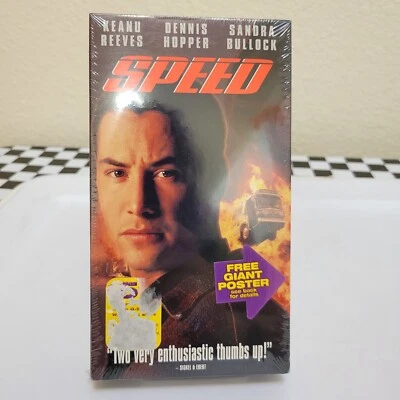 KEANU REEVES
DENNIS HOPPER
SANDRA BULLOCK
SPEED
FREE
GIANT
POSTER
see back
for details
"Two very enthusiastic thumbs up!"
– SISKEL & EBERT